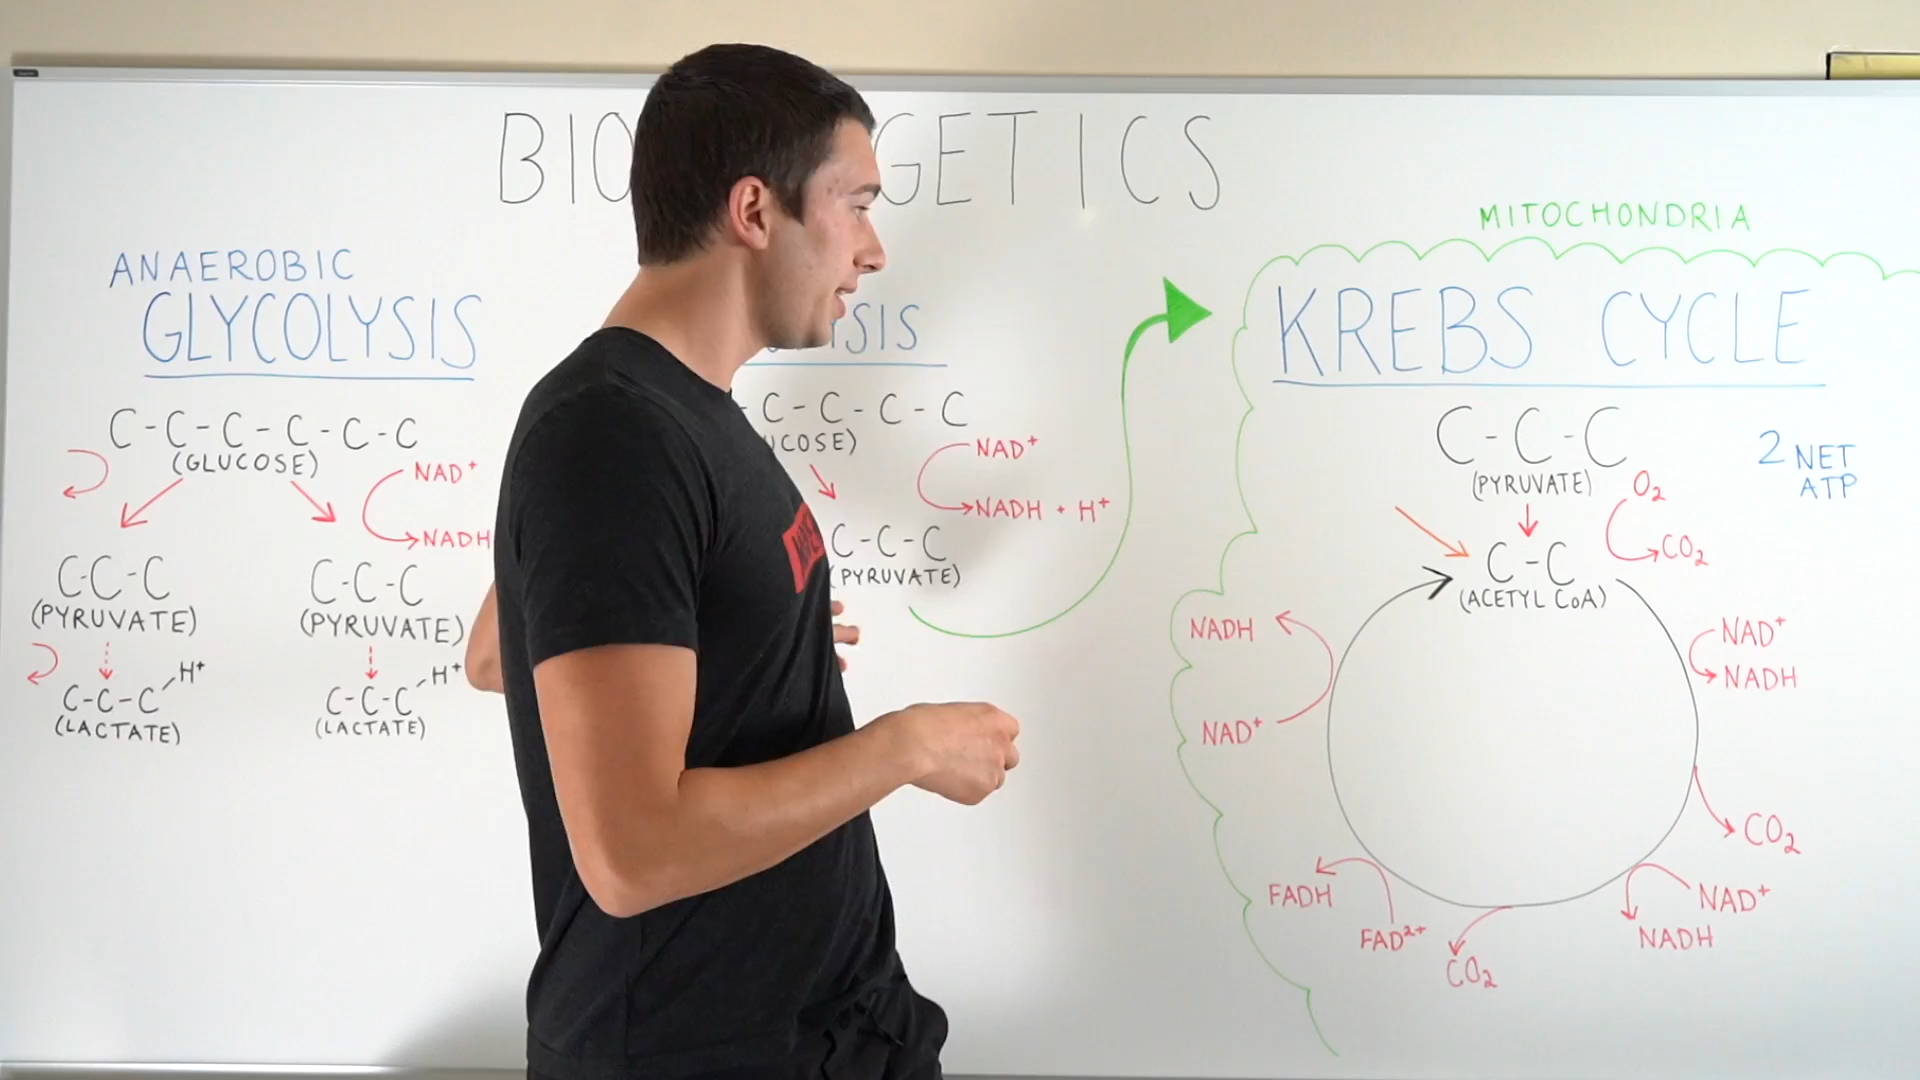 BIO GETICS
MITOCHONDRIA
ANAEROBIC
GLYCOLYSIS
C-C-C-C-C-C
(GLUCOSE)
NAD+
NADH
C-C-C
(PYRUVATE)
C-C-C
(PYRUVATE)
C-C-C H+
(LACTATE)
C-C-C H+
(LACTATE)
YSIS
-C-C-C-C
UCOSE)
NAD+
NADH + H+
C-C-C
(PYRUVATE)
KREBS CYCLE
C-C-C
(PYRUVATE)
2 NET
ATP
O2
CO2
C-C
(ACETYL CoA)
NADH
NAD+
NAD+
NADH
CO2
NAD+
NADH
CO2
FADH
FAD2+